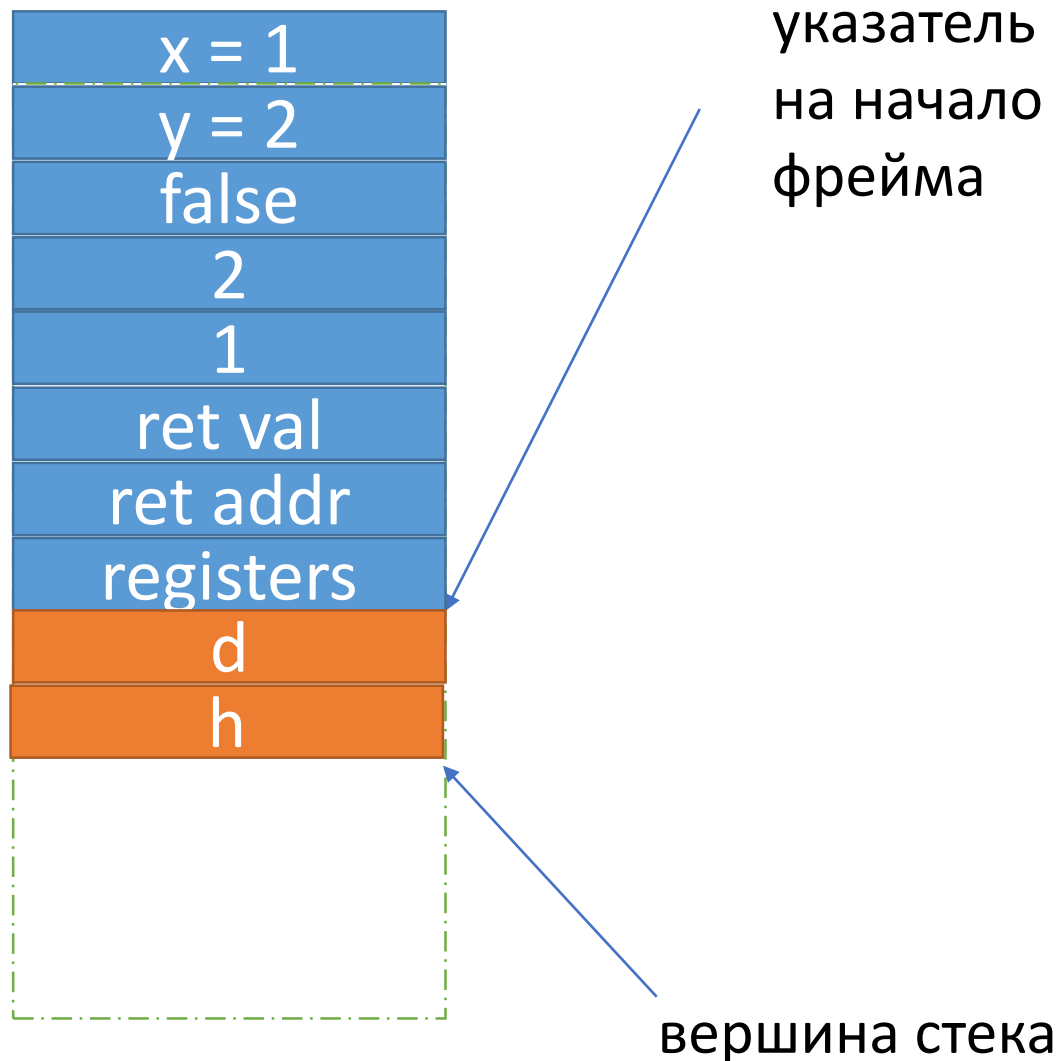 x = 1
y = 2
false
2
1
ret val
ret addr
registers
d
h
указатель
на начало
фрейма
вершина стека